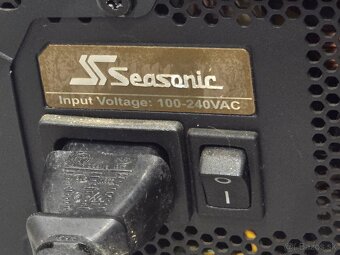 Seasonic
Input Voltage: 100-240VAC
O
I